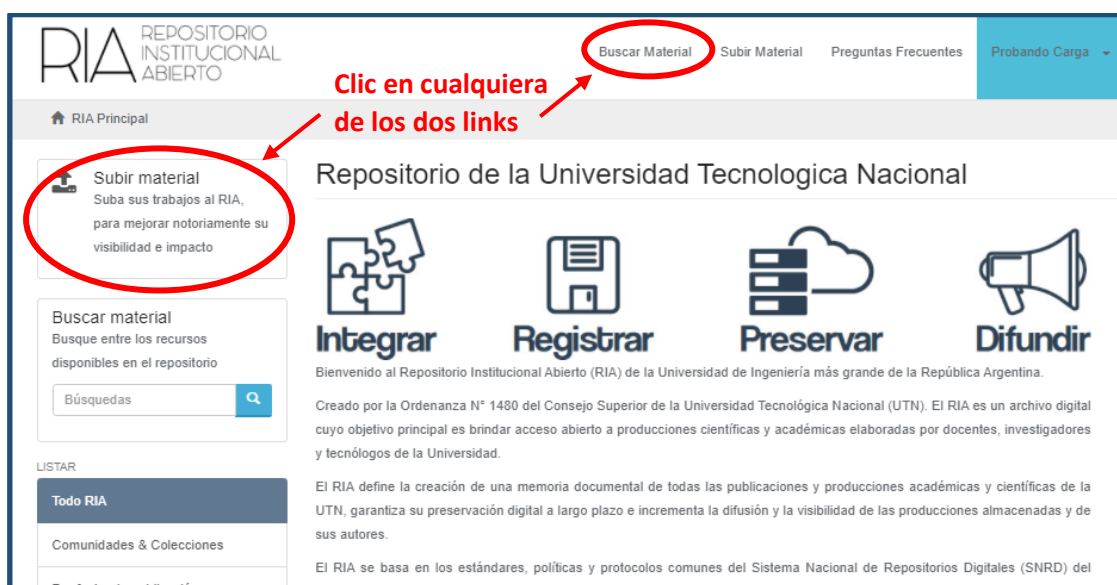 RIA REPOSITORIO
INSTITUCIONAL
ABIERTO
Buscar Material Subir Material Preguntas Frecuentes Probando Carga
Clic en cualquiera
de los dos links
RIA Principal
Subir material
Suba sus trabajos al RIA,
para mejorar notoriamente su
visibilidad e impacto
Buscar material
Busque entre los recursos
disponibles en el repositorio
Búsquedas
LISTAR
Todo RIA
Comunidades & Colecciones
Repositorio de la Universidad Tecnologica Nacional
Integrar Registrar Preservar Difundir
Bienvenido al Repositorio Institucional Abierto (RIA) de la Universidad de Ingeniería más grande de la República Argentina.
Creado por la Ordenanza N° 1480 del Consejo Superior de la Universidad Tecnológica Nacional (UTN). El RIA es un archivo digital
cuyo objetivo principal es brindar acceso abierto a producciones científicas y académicas elaboradas por docentes, investigadores
y tecnólogos de la Universidad.
El RIA define la creación de una memoria documental de todas las publicaciones y producciones académicas y científicas de la
UTN, garantiza su preservación digital a largo plazo e incrementa la difusión y la visibilidad de las producciones almacenadas y de
sus autores.
El RIA se basa en los estándares, políticas y protocolos comunes del Sistema Nacional de Repositorios Digitales (SNRD) del